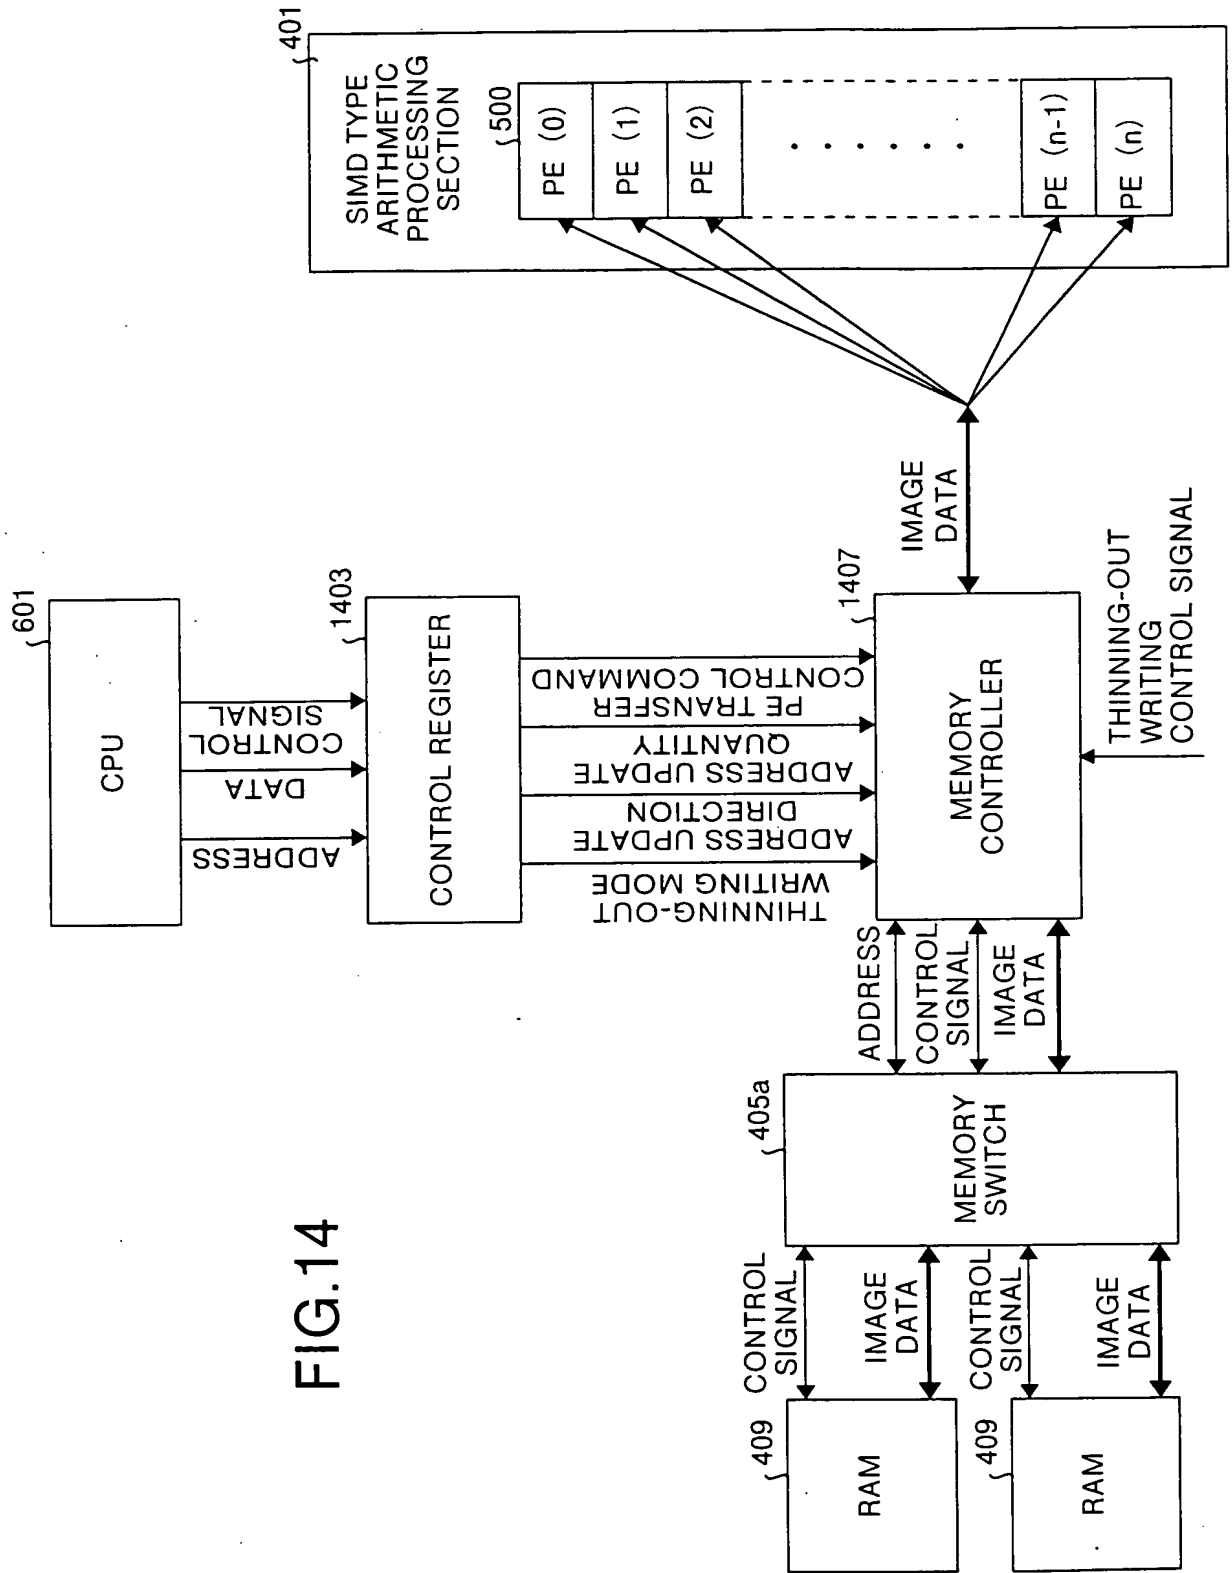 FIG.14
601
CPU
ADDRESS
DATA
CONTROL
SIGNAL
1403
CONTROL REGISTER
THINNING-OUT
WRITING MODE
ADDRESS UPDATE
DIRECTION
ADDRESS UPDATE
QUANTITY
PE TRANSFER
CONTROL COMMAND
1407
MEMORY
CONTROLLER
THINNING-OUT
WRITING
CONTROL SIGNAL
IMAGE
DATA
401
SIMD TYPE
ARITHMETIC
PROCESSING
SECTION
500
PE (0)
PE (1)
PE (2)
PE (n-1)
PE (n)
ADDRESS
CONTROL
SIGNAL
IMAGE
DATA
405a
MEMORY
SWITCH
CONTROL
SIGNAL
IMAGE
DATA
CONTROL
SIGNAL
IMAGE
DATA
409
RAM
409
RAM